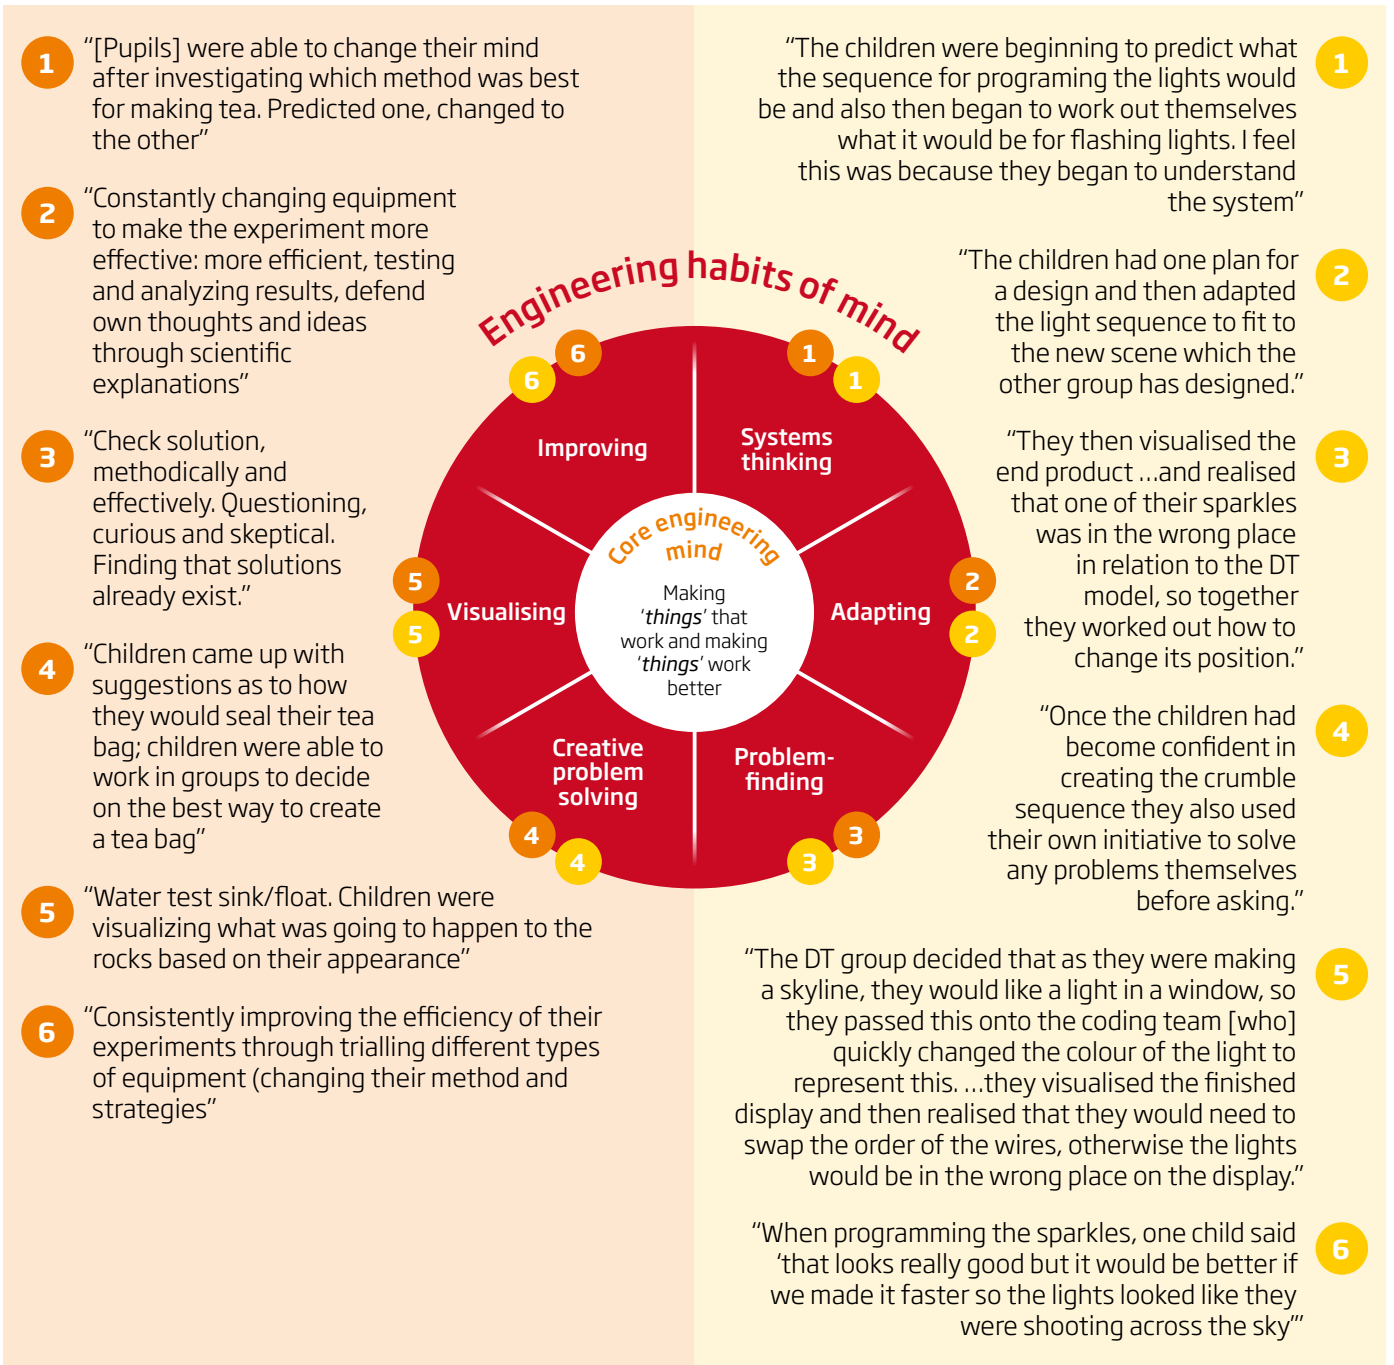 1
“[Pupils] were able to change their mind
after investigating which method was best
for making tea. Predicted one, changed to
the other”
2
“Constantly changing equipment
to make the experiment more
effective: more efficient, testing
and analyzing results, defend
own thoughts and ideas
through scientific
explanations”
3
“Check solution,
methodically and
effectively. Questioning,
curious and skeptical.
Finding that solutions
already exist.”
4
“Children came up with
suggestions as to how
they would seal their tea
bag; children were able to
work in groups to decide
on the best way to create
a tea bag”
5
“Water test sink/float. Children were
visualizing what was going to happen to the
rocks based on their appearance”
6
“Consistently improving the efficiency of their
experiments through trialling different types
of equipment (changing their method and
strategies”
Engineering habits of mind
6
6
1
1
Improving
Systems
thinking
5
5
Visualising
2
2
Adapting
Creative
problem
solving
4
4
Problem-
finding
3
3
Core engineering
mind
Making
‘things’ that
work and making
‘things’ work
better
“The children were beginning to predict what
the sequence for programing the lights would
be and also then began to work out themselves
what it would be for flashing lights. I feel
this was because they began to understand
the system”
1
“The children had one plan for
a design and then adapted
the light sequence to fit to
the new scene which the
other group has designed.”
2
“They then visualised the
end product ...and realised
that one of their sparkles
was in the wrong place
in relation to the DT
model, so together
they worked out how to
change its position.”
3
“Once the children had
become confident in
creating the crumble
sequence they also used
their own initiative to solve
any problems themselves
before asking.”
4
“The DT group decided that as they were making
a skyline, they would like a light in a window, so
they passed this onto the coding team [who]
quickly changed the colour of the light to
represent this. ...they visualised the finished
display and then realised that they would need to
swap the order of the wires, otherwise the lights
would be in the wrong place on the display.”
5
“When programming the sparkles, one child said
‘that looks really good but it would be better if
we made it faster so the lights looked like they
were shooting across the sky’”
6